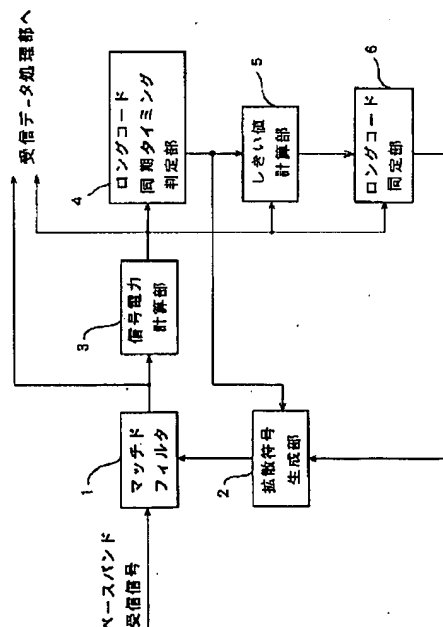 ベースバンド
受信信号
1
マッチド
フィルタ
2
拡散符号
生成部
3
信号電力
計算部
4
ロングコード
同期タイミング
判定部
受信データ処理部へ
5
しきい値
計算部
6
ロングコード
同定部